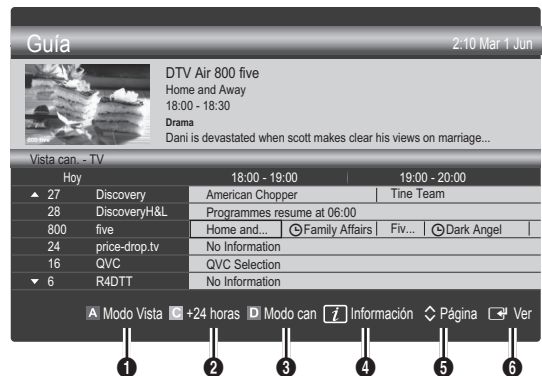 Guía 2:10 Mar 1 Jun
DTV Air 800 five
Home and Away
18:00 - 18:30
Drama
Dani is devastated when scott makes clear his views on marriage...
800 five
Vista can. - TV
Hoy 18:00 - 19:00 19:00 - 20:00
▲ 27 Discovery American Chopper Tine Team
28 DiscoveryH&L Programmes resume at 06:00
800 five Home and... Family Affairs Fiv... Dark Angel
24 price-drop.tv No Information
16 QVC QVC Selection
▼ 6 R4DTT No Information
A Modo Vista C +24 horas D Modo can i Información Página Ver
1 2 3 4 5 6